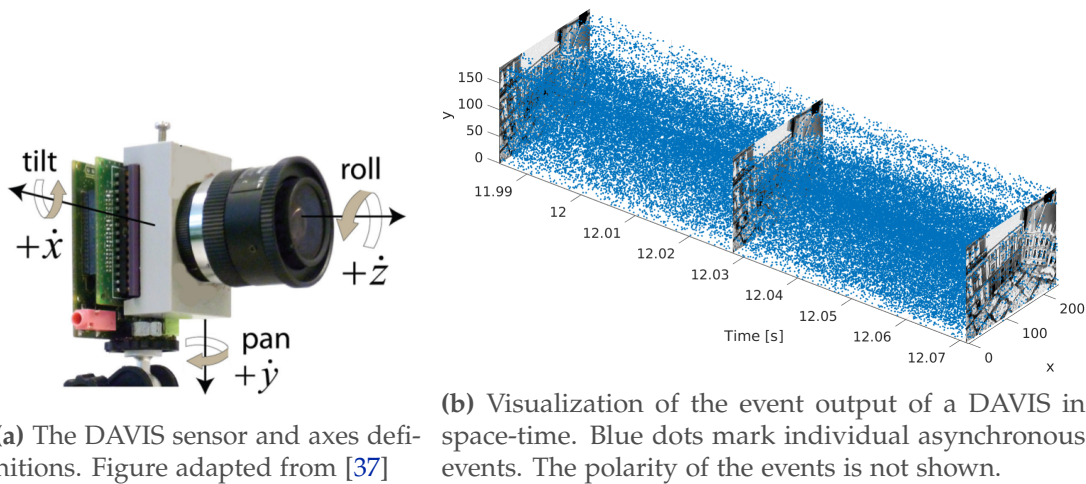 tilt
+ẋ
roll
+ż
pan
+ẏ
150
100
50
0
y
11.99
12
12.01
12.02
12.03
12.04
12.05
12.06
12.07
Time [s]
0
100
200
x
(a) The DAVIS sensor and axes defi-
nitions. Figure adapted from [37]
(b) Visualization of the event output of a DAVIS in
space-time. Blue dots mark individual asynchronous
events. The polarity of the events is not shown.